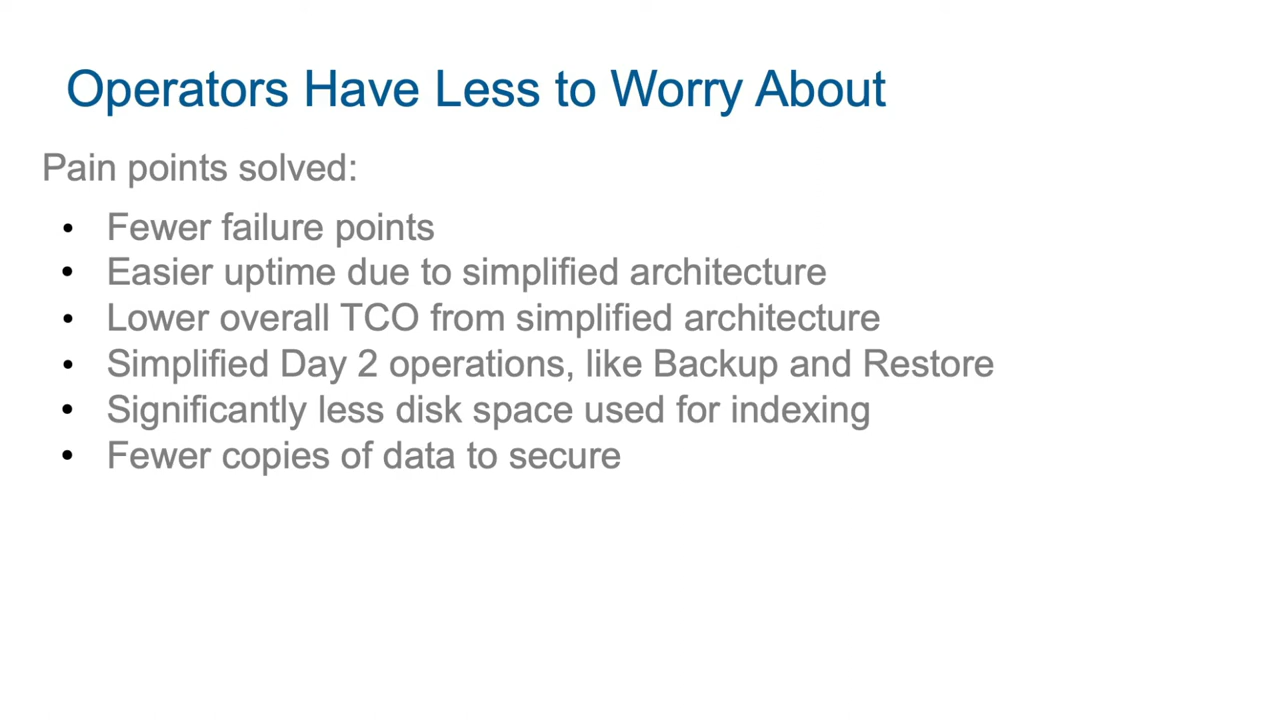 Operators Have Less to Worry About
Pain points solved:
• Fewer failure points
• Easier uptime due to simplified architecture
• Lower overall TCO from simplified architecture
• Simplified Day 2 operations, like Backup and Restore
• Significantly less disk space used for indexing
• Fewer copies of data to secure